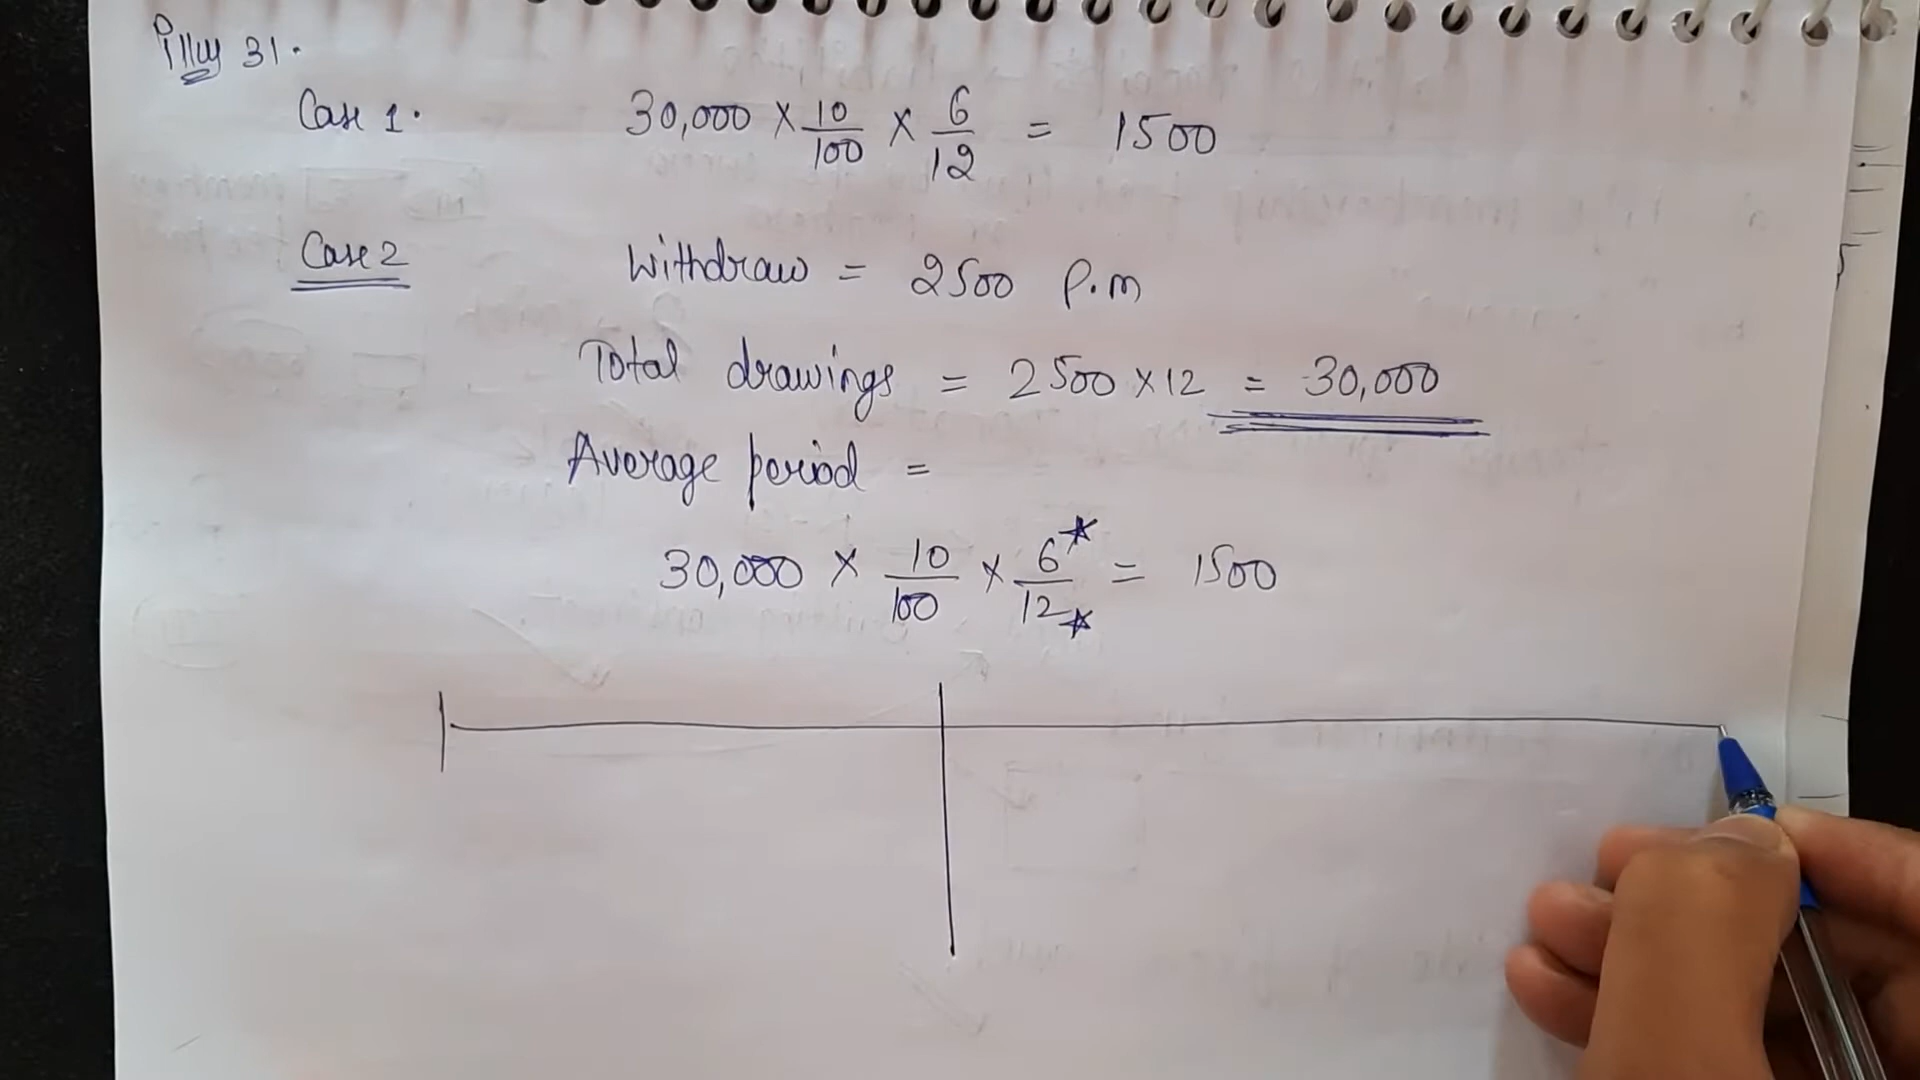 Illus 31.
Case 1. 30,000 × 10/100 × 6/12 = 1500
Case 2 Withdraw = 2500 P.m
Total drawings = 2500 × 12 = 30,000
Average period =
30,000 × 10/100 × 6*/12* = 1500